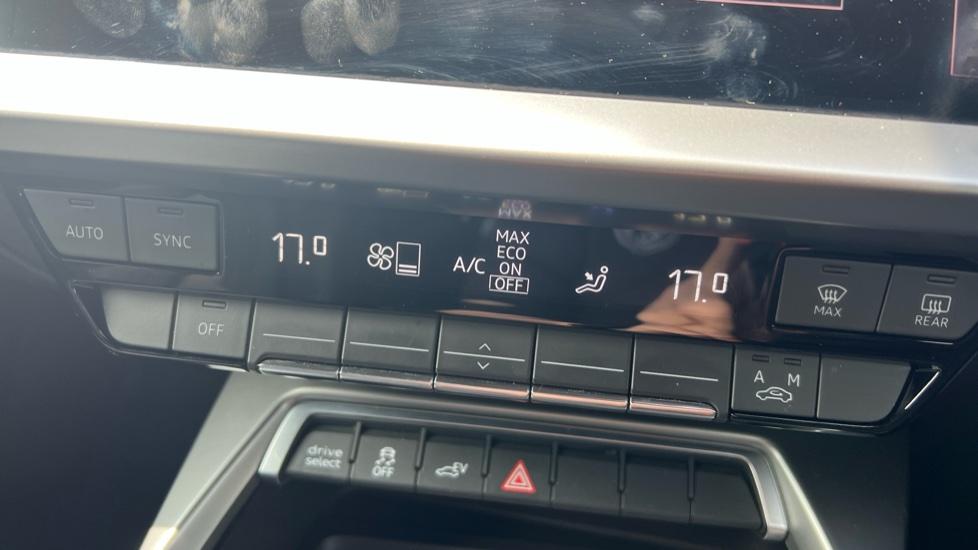 AUTO
SYNC
17.0
A/C
MAX
ECO
ON
OFF
17.0
MAX
REAR
OFF
A M
drive
select
OFF
EV